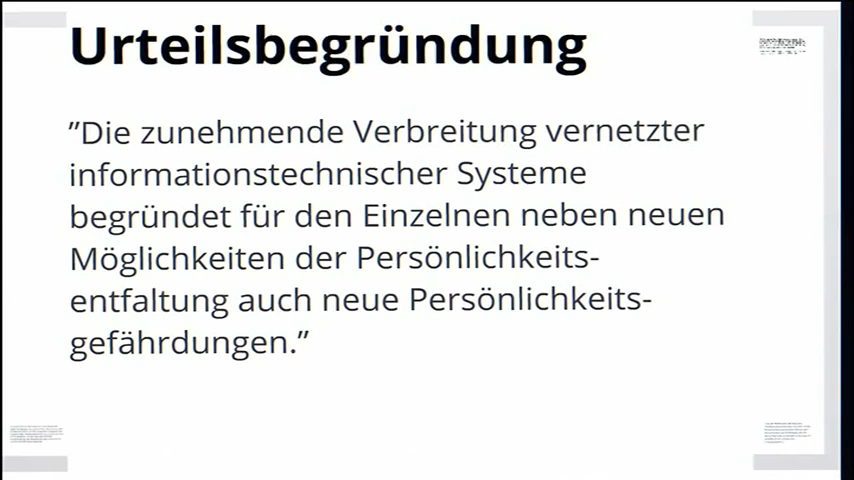 Urteilsbegründung
”Die zunehmende Verbreitung vernetzter
informationstechnischer Systeme
begründet für den Einzelnen neben neuen
Möglichkeiten der Persönlichkeits-
entfaltung auch neue Persönlichkeits-
gefährdungen.”